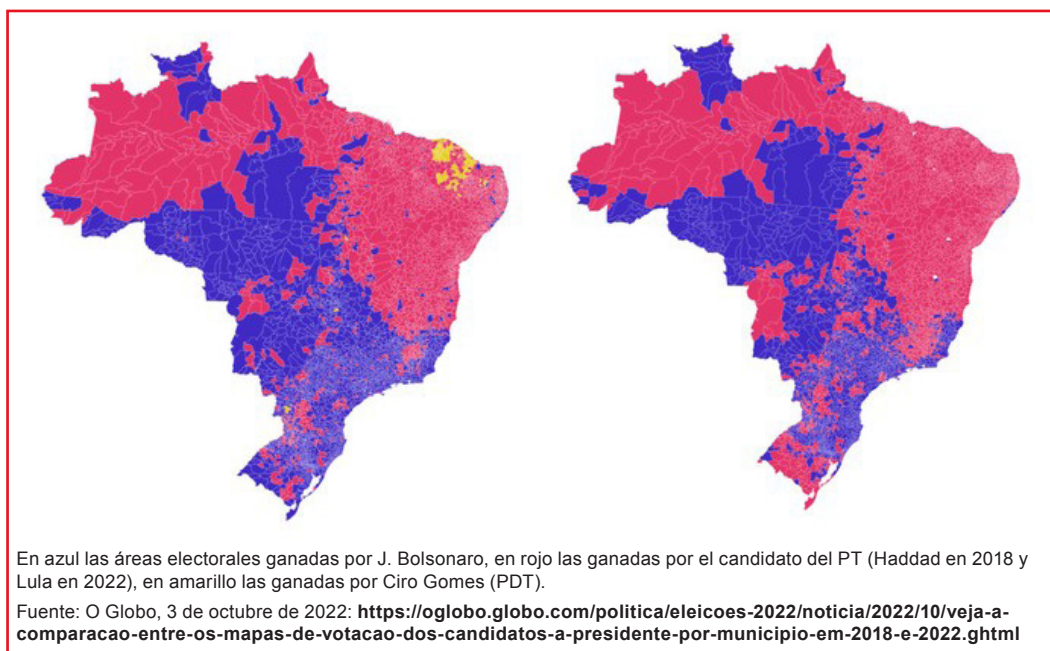 En azul las áreas electorales ganadas por J. Bolsonaro, en rojo las ganadas por el candidato del PT (Haddad en 2018 y
Lula en 2022), en amarillo las ganadas por Ciro Gomes (PDT).
Fuente: O Globo, 3 de octubre de 2022: https://oglobo.globo.com/politica/eleicoes-2022/noticia/2022/10/veja-a-
comparacao-entre-os-mapas-de-votacao-dos-candidatos-a-presidente-por-municipio-em-2018-e-2022.ghtml